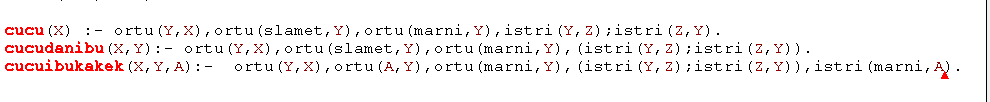 cucu(X) :- ortu(Y,X),ortu(slamet,Y),ortu(marni,Y),istri(Y,Z);istri(Z,Y).
cucudanibu(X,Y):- ortu(Y,X),ortu(slamet,Y),ortu(marni,Y),(istri(Y,Z);istri(Z,Y)).
cucuibukakek(X,Y,A):-  ortu(Y,X),ortu(A,Y),ortu(marni,Y),(istri(Y,Z);istri(Z,Y)),istri(marni,A).